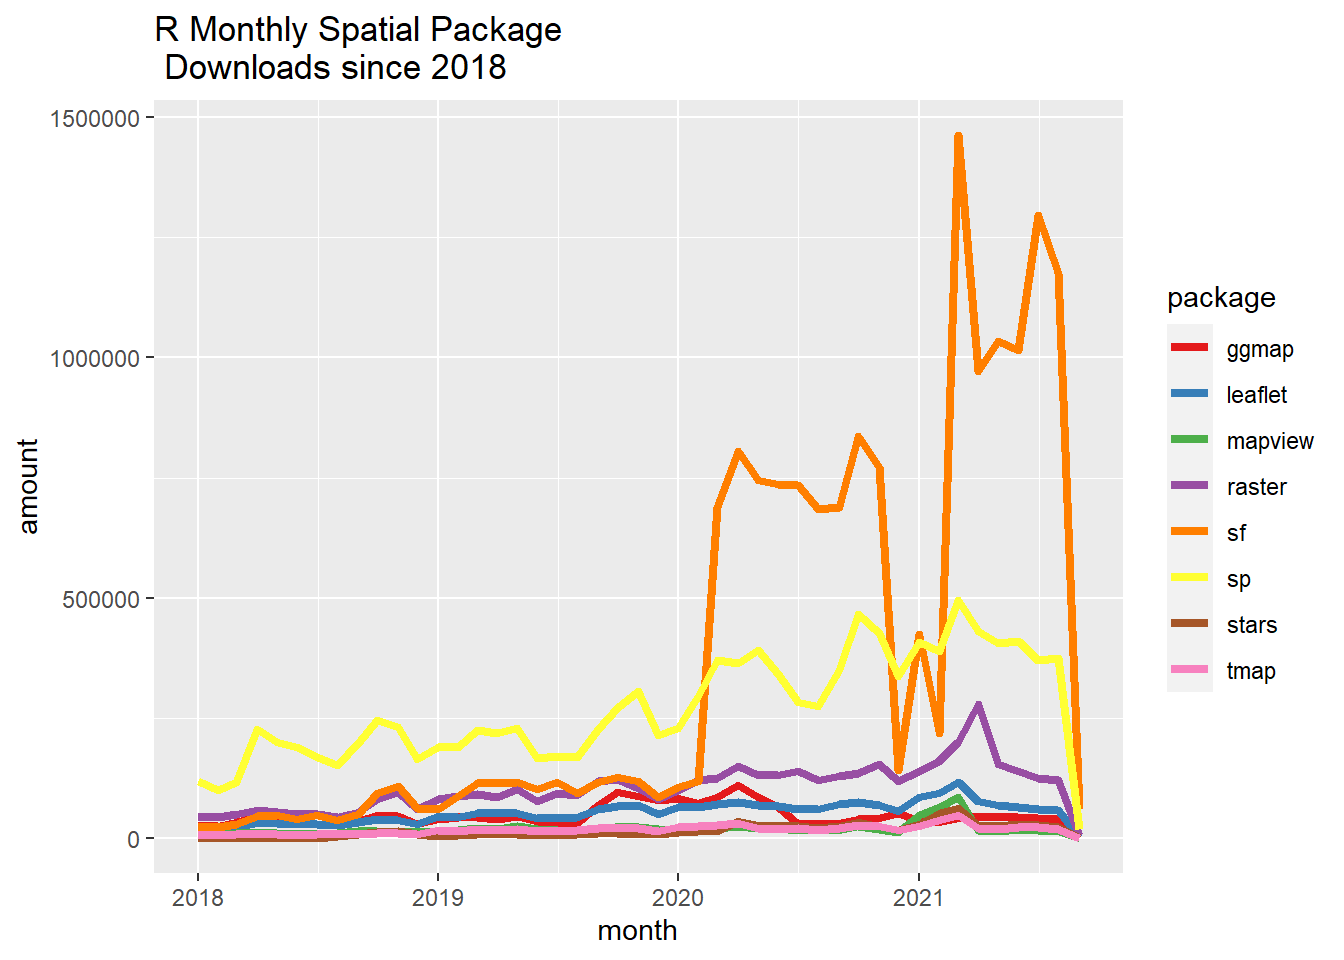 R Monthly Spatial Package
Downloads since 2018
1500000
1000000
500000
0
amount
2018
2019
2020
2021
month
package
ggmap
leaflet
mapview
raster
sf
sp
stars
tmap